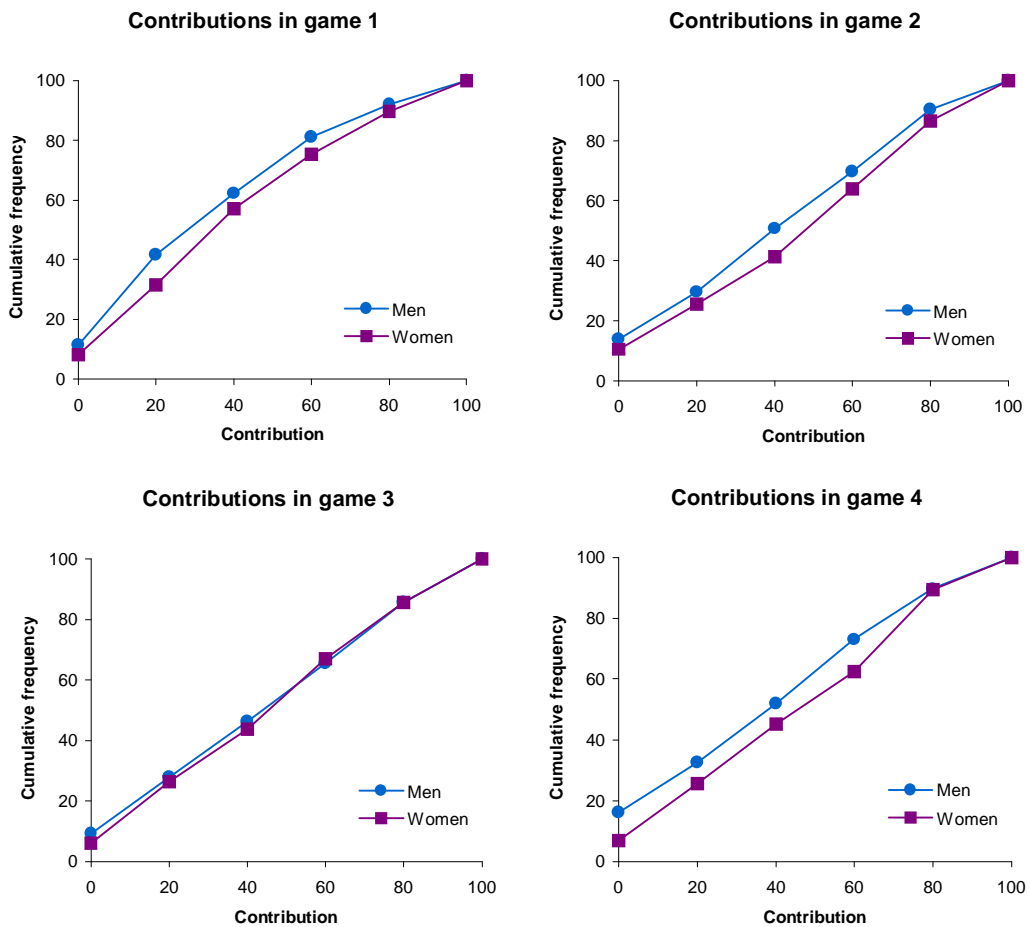 Contributions in game 1
Cumulative frequency
100
80
60
40
20
0
Men
Women
0 20 40 60 80 100
Contribution
Contributions in game 2
Cumulative frequency
100
80
60
40
20
0
Men
Women
0 20 40 60 80 100
Contribution
Contributions in game 3
Cumulative frequency
100
80
60
40
20
0
Men
Women
0 20 40 60 80 100
Contribution
Contributions in game 4
Cumulative frequency
100
80
60
40
20
0
Men
Women
0 20 40 60 80 100
Contribution